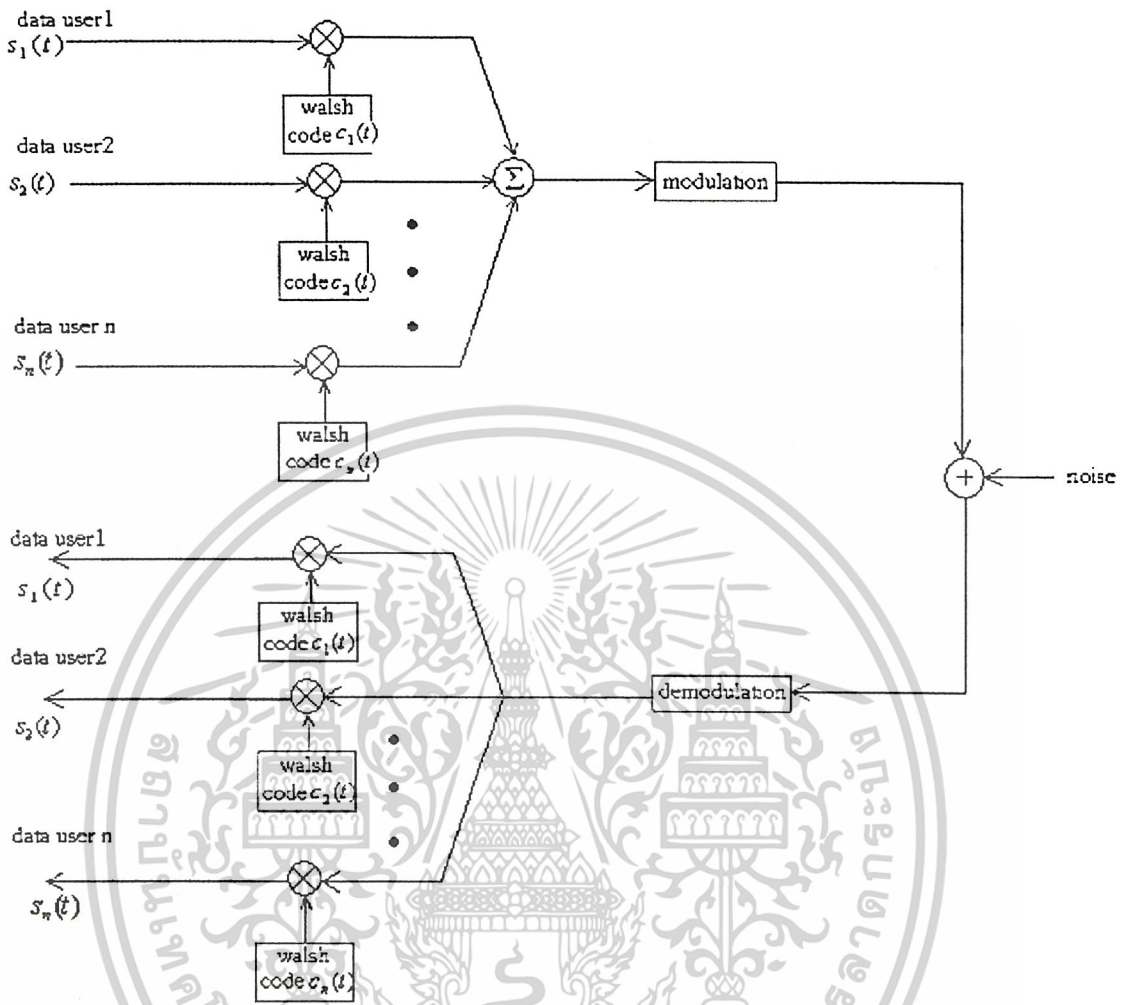 data user1
s₁(t)
walsh
code c₁(t)
data user2
s₂(t)
walsh
code c₂(t)
Σ
modulation
data user n
sₙ(t)
walsh
code cₙ(t)
+
noise
data user1
s₁(t)
walsh
code c₁(t)
data user2
s₂(t)
walsh
code c₂(t)
demodulation
data user n
sₙ(t)
walsh
code cₙ(t)